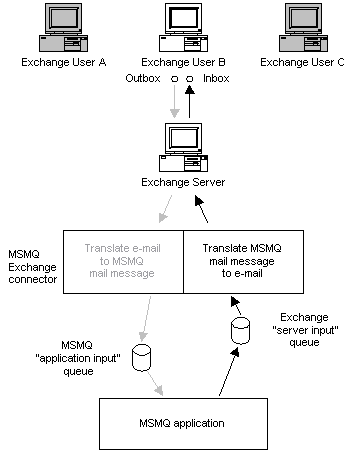 Exchange User A
Exchange User B
Exchange User C
Outbox
Inbox
Exchange Server
MSMQ
Exchange
connector
Translate e-mail
to MSMQ
mail message
Translate MSMQ
mail message
to e-mail
MSMQ
"application input"
queue
Exchange
"server input"
queue
MSMQ application